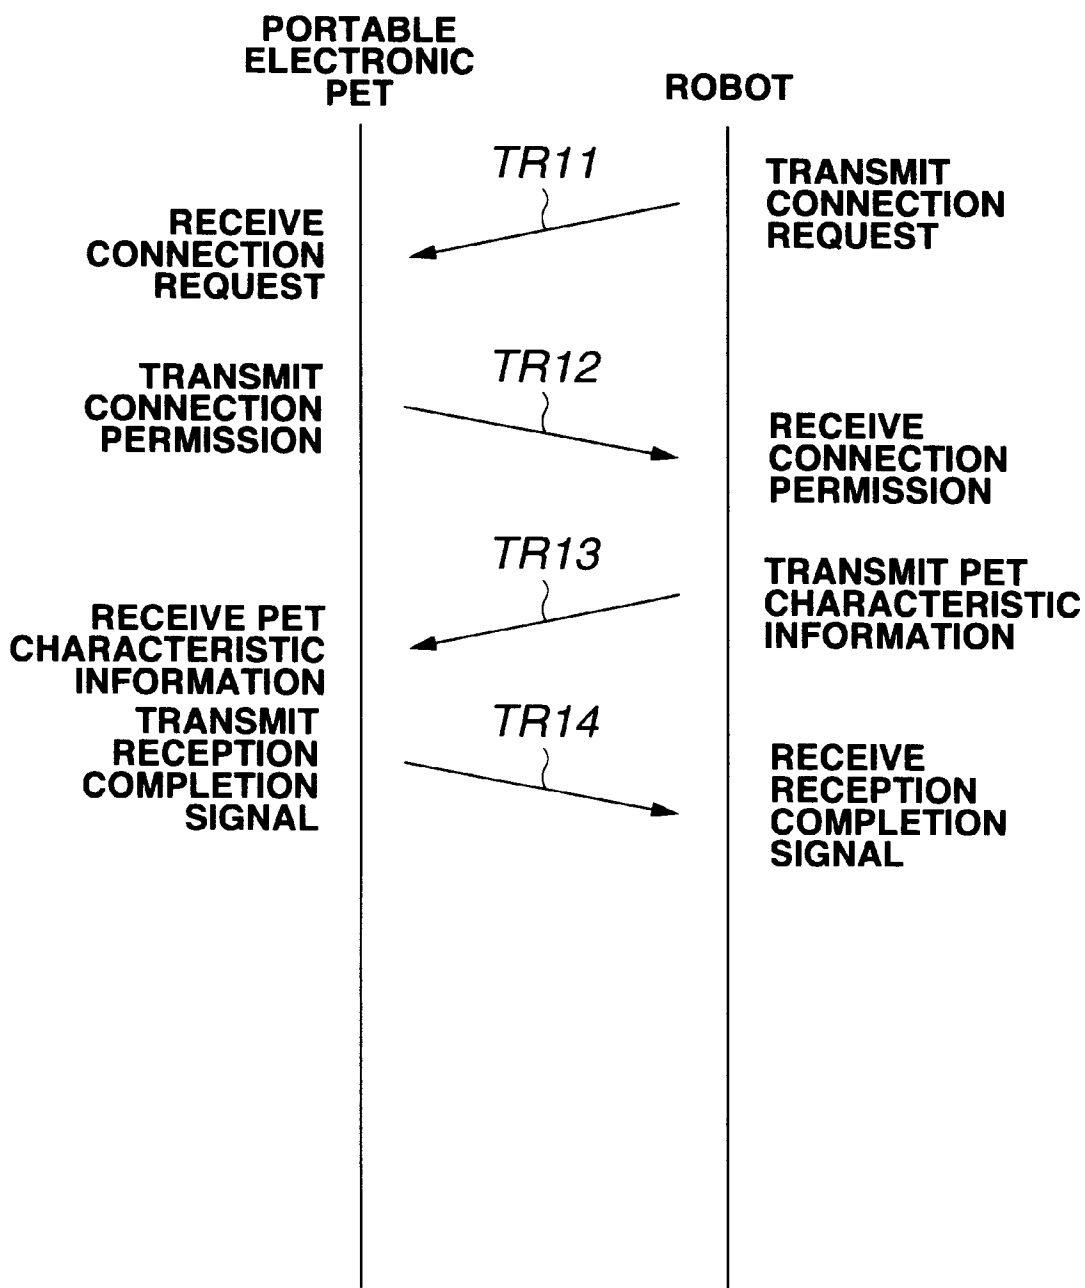 PORTABLE
ELECTRONIC
PET
ROBOT
TR11
TRANSMIT
CONNECTION
REQUEST
RECEIVE
CONNECTION
REQUEST
TR12
TRANSMIT
CONNECTION
PERMISSION
RECEIVE
CONNECTION
PERMISSION
TR13
TRANSMIT PET
CHARACTERISTIC
INFORMATION
RECEIVE PET
CHARACTERISTIC
INFORMATION
TR14
TRANSMIT
RECEPTION
COMPLETION
SIGNAL
RECEIVE
RECEPTION
COMPLETION
SIGNAL